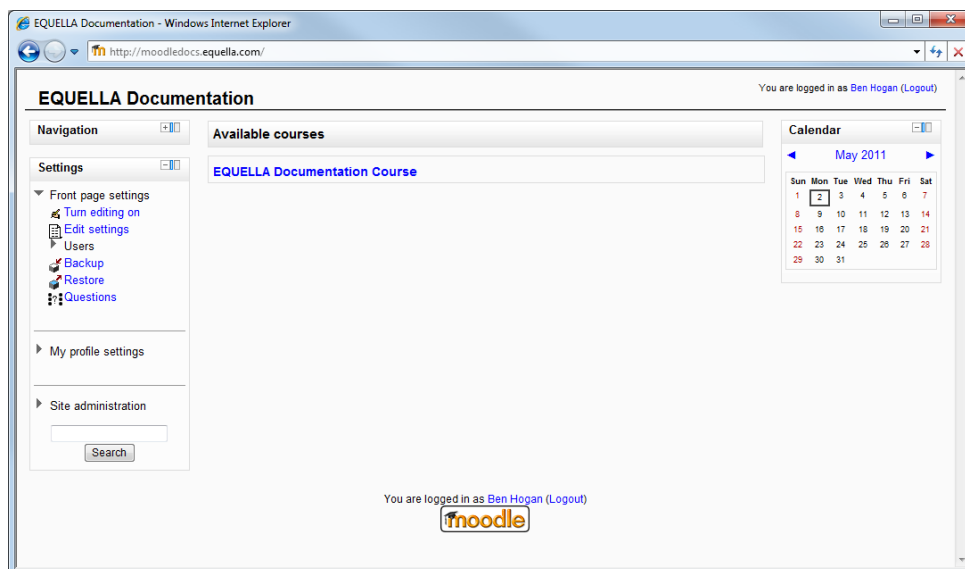 EQUELLA Documentation - Windows Internet Explorer
http://moodledocs.equella.com/
You are logged in as Ben Hogan (Logout)
EQUELLA Documentation
Navigation
Settings
Front page settings
Turn editing on
Edit settings
Users
Backup
Restore
Questions
My profile settings
Site administration
Search
Available courses
EQUELLA Documentation Course
Calendar
May 2011
Sun Mon Tue Wed Thu Fri Sat
1 2 3 4 5 6 7
8 9 10 11 12 13 14
15 16 17 18 19 20 21
22 23 24 25 26 27 28
29 30 31
You are logged in as Ben Hogan (Logout)
moodle